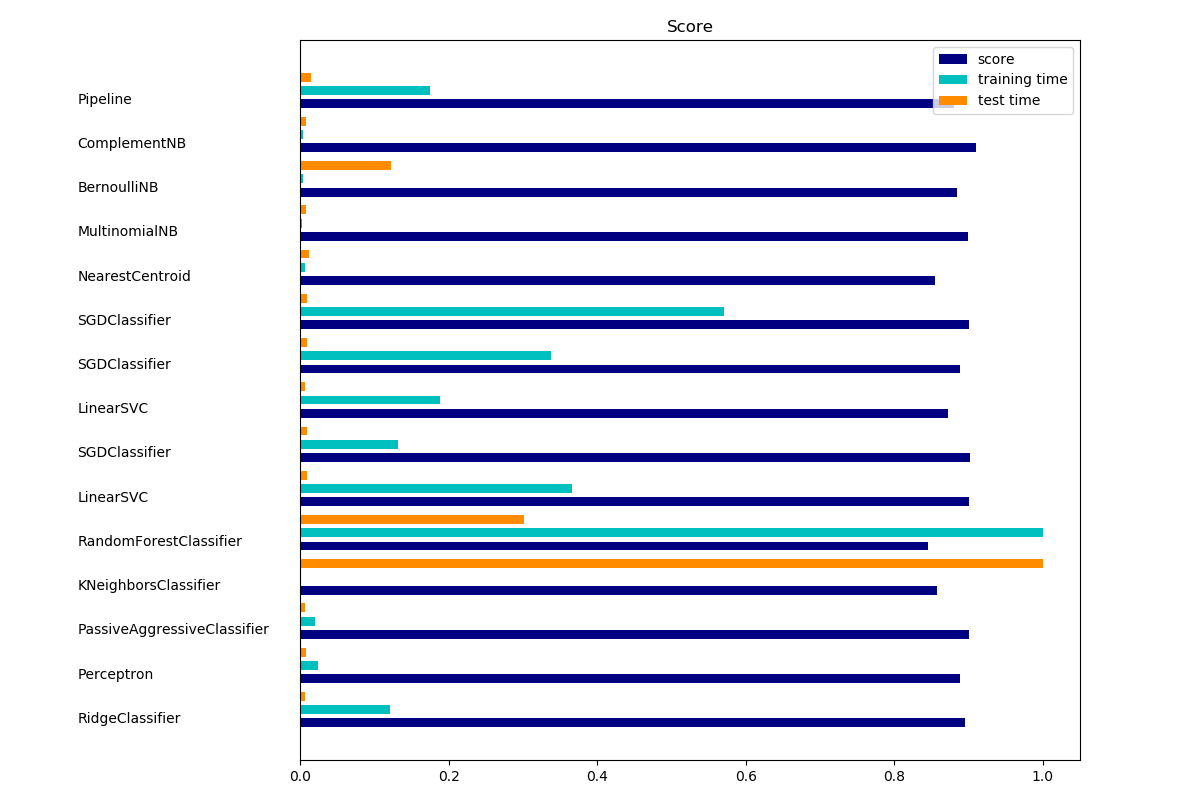 Score
score
training time
test time
Pipeline
ComplementNB
BernoulliNB
MultinomialNB
NearestCentroid
SGDClassifier
SGDClassifier
LinearSVC
SGDClassifier
LinearSVC
RandomForestClassifier
KNeighborsClassifier
PassiveAggressiveClassifier
Perceptron
RidgeClassifier
0.0 0.2 0.4 0.6 0.8 1.0